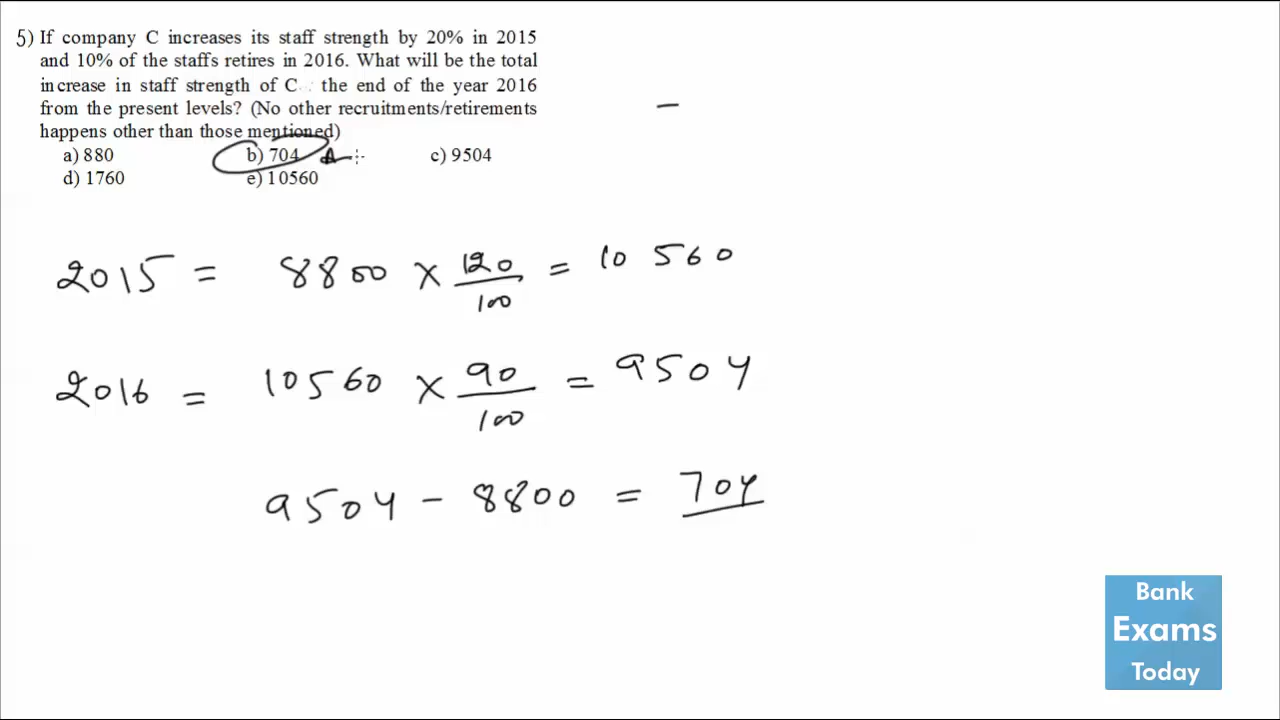 5) If company C increases its staff strength by 20% in 2015
and 10% of the staffs retires in 2016. What will be the total
increase in staff strength of C the end of the year 2016
from the present levels? (No other recruitments/retirements
happens other than those mentioned)
a) 880 b) 704 c) 9504
d) 1760 e) 10560
2015 = 8800 × 120/100 = 10560
2016 = 10560 × 90/100 = 9504
9504 - 8800 = 704
Bank
Exams
Today